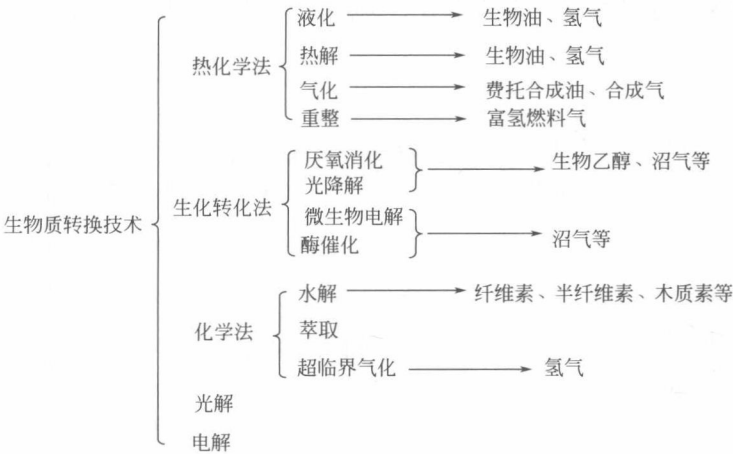 生物质转换技术
热化学法
液化 生物油、氢气
热解 生物油、氢气
气化 费托合成油、合成气
重整 富氢燃料气
生化转化法
厌氧消化
光降解
生物乙醇、沼气等
微生物电解
酶催化
沼气等
化学法
水解 纤维素、半纤维素、木质素等
萃取
超临界气化 氢气
光解
电解